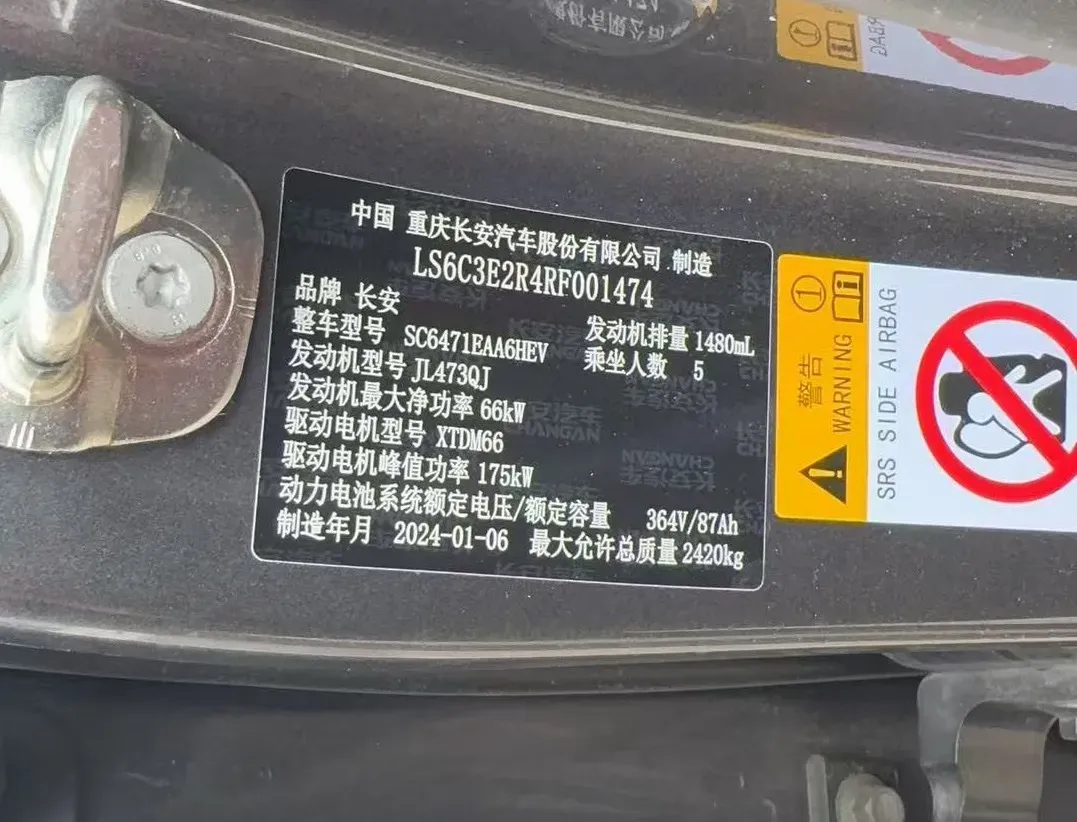 中国 重庆长安汽车股份有限公司 制造
LS6C3E2R4RF001474
品牌 长安
整车型号 SC6471EAA6HEV 发动机排量 1480mL
发动机型号 JL473QJ 乘坐人数 5
发动机最大净功率 66kW
驱动电机型号 XTDM66
驱动电机峰值功率 175kW
动力电池系统额定电压/额定容量 364V/87Ah
制造年月 2024-01-06 最大允许总质量 2420kg
警告
WARNING
SRS SIDE AIRBAG
长安汽车
CHANGAN